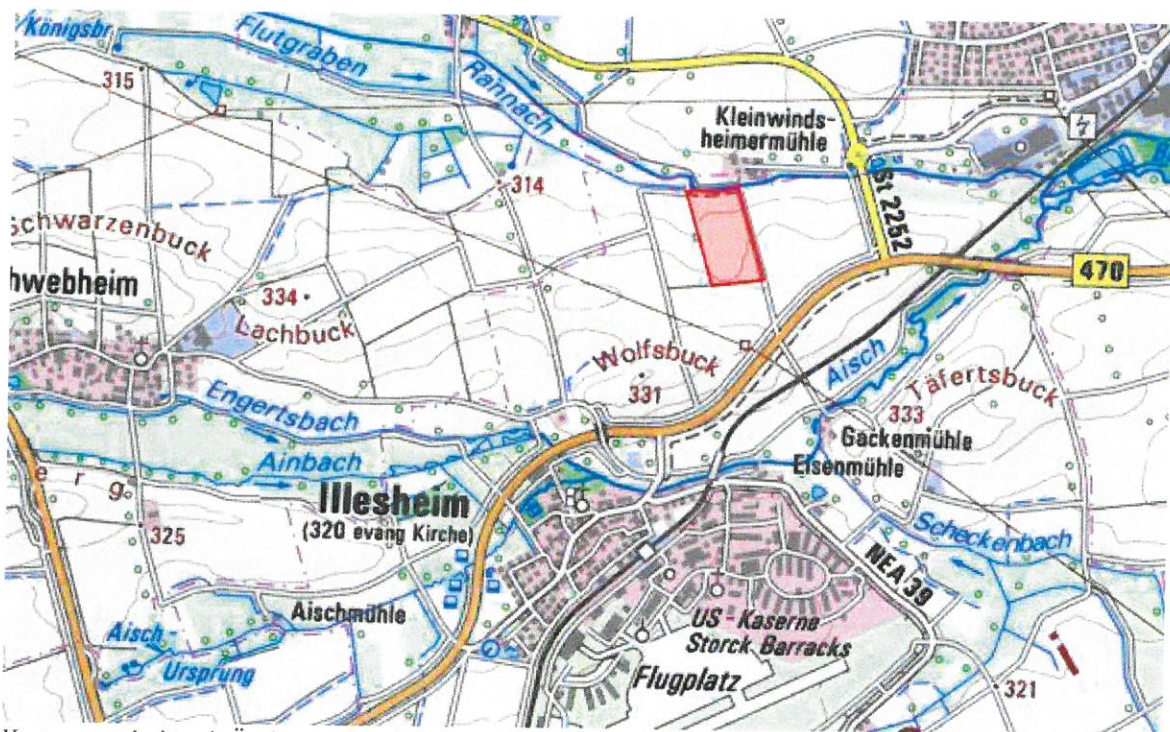 Königsbr
Flutgraben
315
Rannach
Kleinwinds-
heimermühle
314
St 2252
Schwarzenbuck
hwebheim
334
Lachbuck
470
Wolfsbuck
331
Aisch
Täfertsbuck
333
Engertsbach
Gackenmühle
Eisenmühle
Ainbach
erg
Illesheim
(320 evang Kirche)
325
Scheckenbach
NEA 39
Aischmühle
US - Kaserne
Storck Barracks
Aisch -
Ursprung
Flugplatz
321